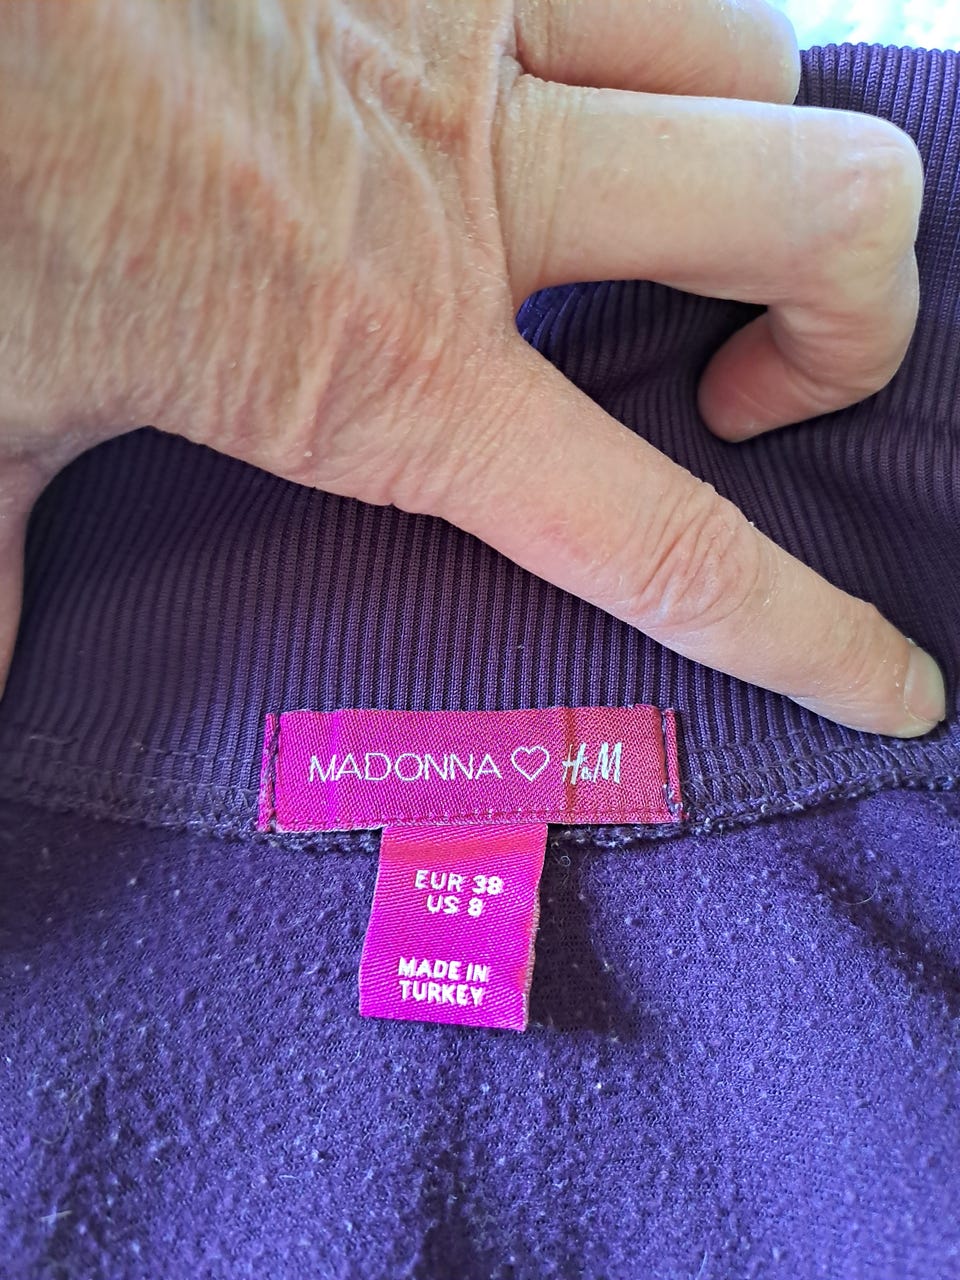 MADONNA ♡ H&M
EUR 38
US 8
MADE IN
TURKEY